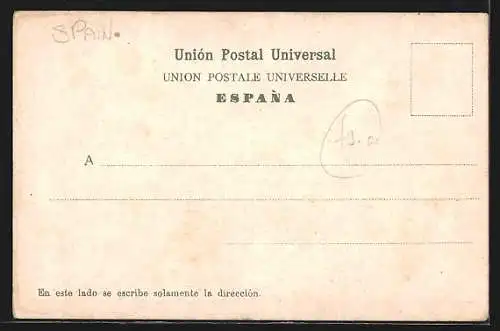 SPAIN.
Unión Postal Universal
UNION POSTALE UNIVERSELLE
ESPAÑA
A
En este lado se escribe solamente la dirección.